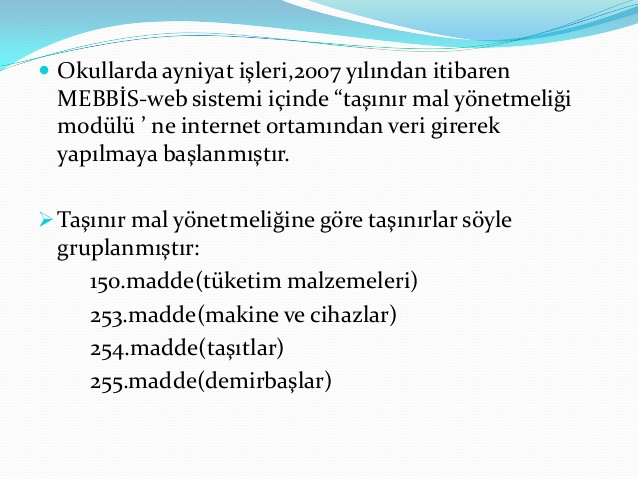 • Okullarda ayniyat işleri,2007 yılından itibaren
MEBBİS-web sistemi içinde “taşınır mal yönetmeliği
modülü ’ ne internet ortamından veri girerek
yapılmaya başlanmıştır.
➢ Taşınır mal yönetmeliğine göre taşınırlar söyle
gruplanmıştır:
150.madde(tüketim malzemeleri)
253.madde(makine ve cihazlar)
254.madde(taşıtlar)
255.madde(demirbaşlar)